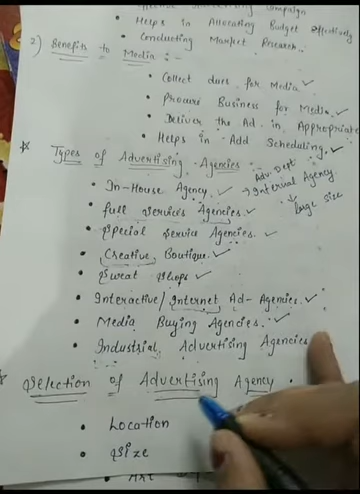 Campaign
• Helps in Allocating Budget effectively
• Conducting Market Research.
2) Benefits to Media :-
• Collect dues for Media
• Procure Business for Media
• Deliver the Ad. in Appropriate
• Helps in Add Scheduling.
Types of Advertising Agencies
Adv. Dept
• In-House Agency. → Internal Agency
↓
Large Size
• full Services Agencies.
• Special Service Agencies.
• Creative Boutique.
• Sweat Shops
• Interactive/Internet Ad-Agencies.
• Media Buying Agencies.
• Industrial Advertising Agencies
Selection of Advertising Agency.
• Location
• Size